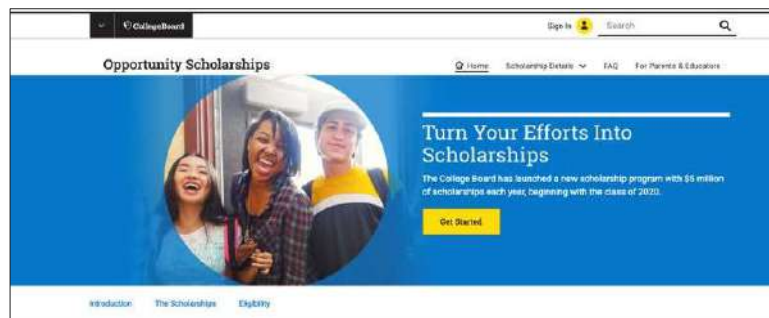 CollegeBoard
Sign In
Search
Opportunity Scholarships
Home
Scholarship Details
FAQ
For Parents & Educators
Turn Your Efforts Into
Scholarships
The College Board has launched a new scholarship program with $5 million
of scholarships each year, beginning with the class of 2020.
Get Started
Introduction
The Scholarships
Eligibility